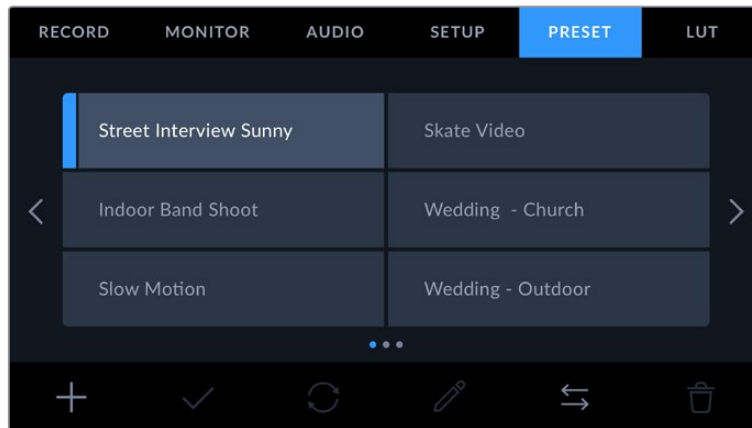 RECORD MONITOR AUDIO SETUP PRESET LUT
Street Interview Sunny Skate Video
Indoor Band Shoot Wedding - Church
Slow Motion Wedding - Outdoor